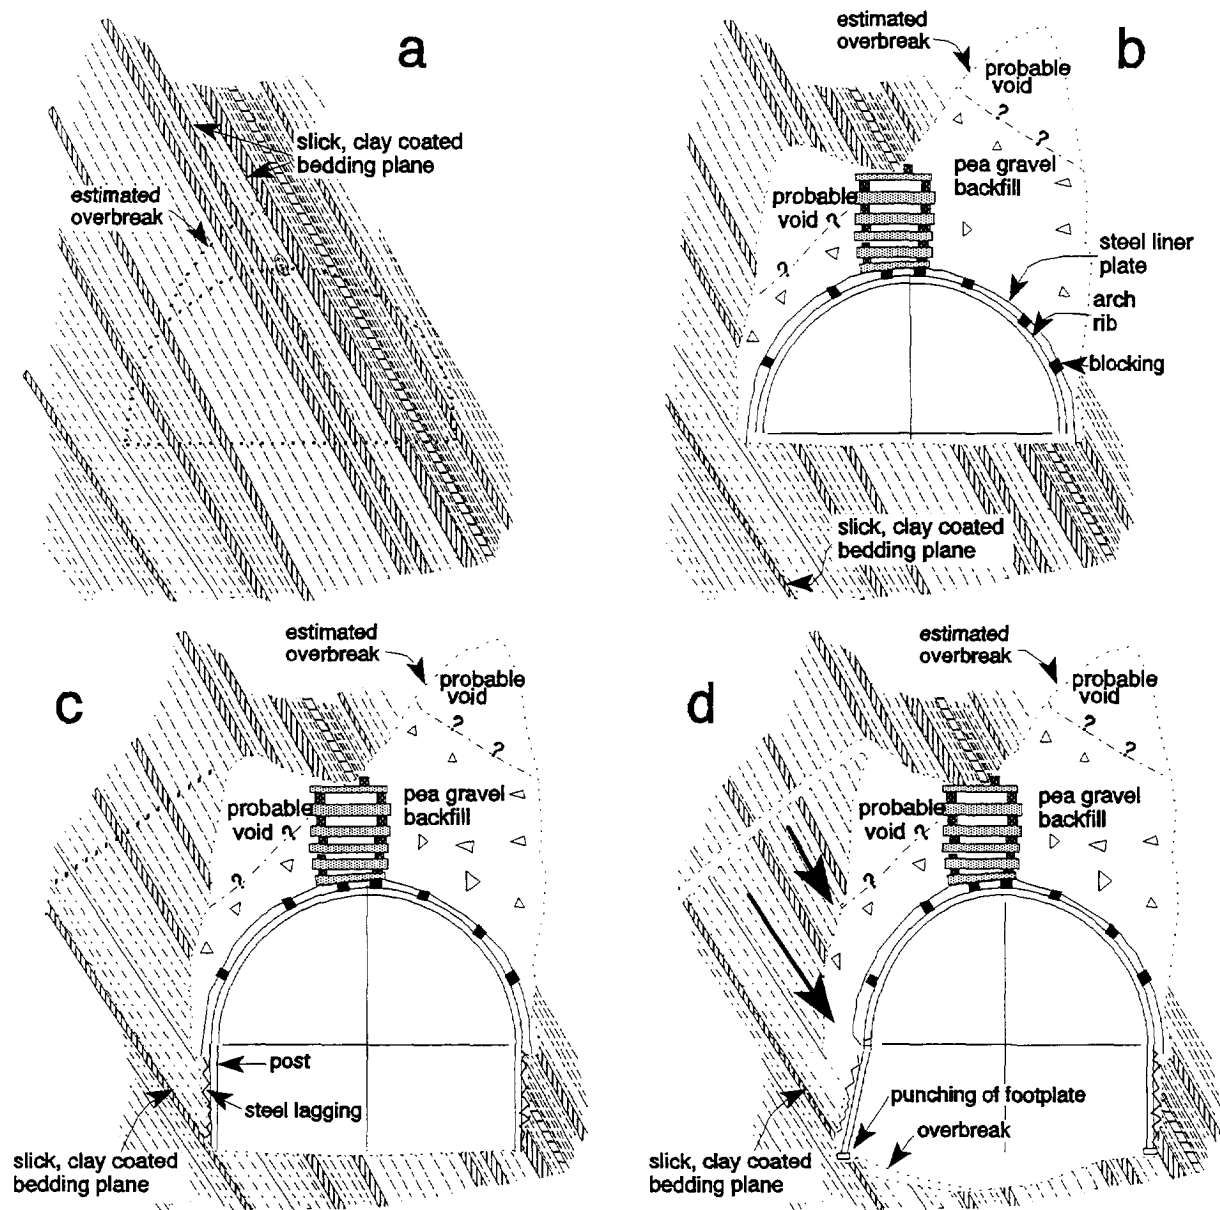 a
slick, clay coated
bedding plane
estimated
overbreak
b
estimated
overbreak
probable
void
?
?
pea gravel
backfill
probable
void ?
?
steel liner
plate
arch
rib
blocking
slick, clay coated
bedding plane
c
estimated
overbreak
probable
void
?
?
pea gravel
backfill
probable
void ?
?
post
steel lagging
slick, clay coated
bedding plane
d
estimated
overbreak
probable
void
?
?
pea gravel
backfill
probable
void ?
?
punching of footplate
overbreak
slick, clay coated
bedding plane